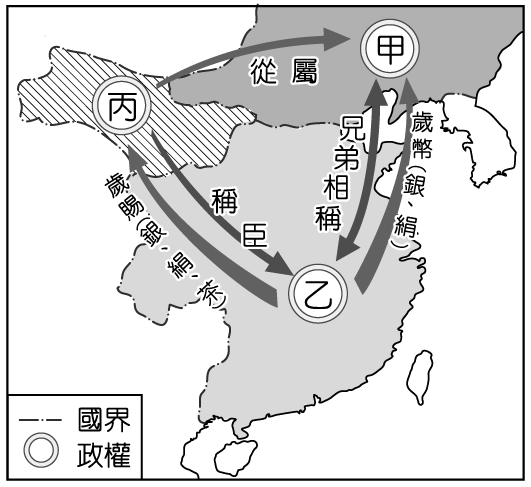 甲
從屬
丙
兄弟相稱
歲幣(銀、絹)
稱臣
歲賜(銀、絹、茶)
乙
國界
政權